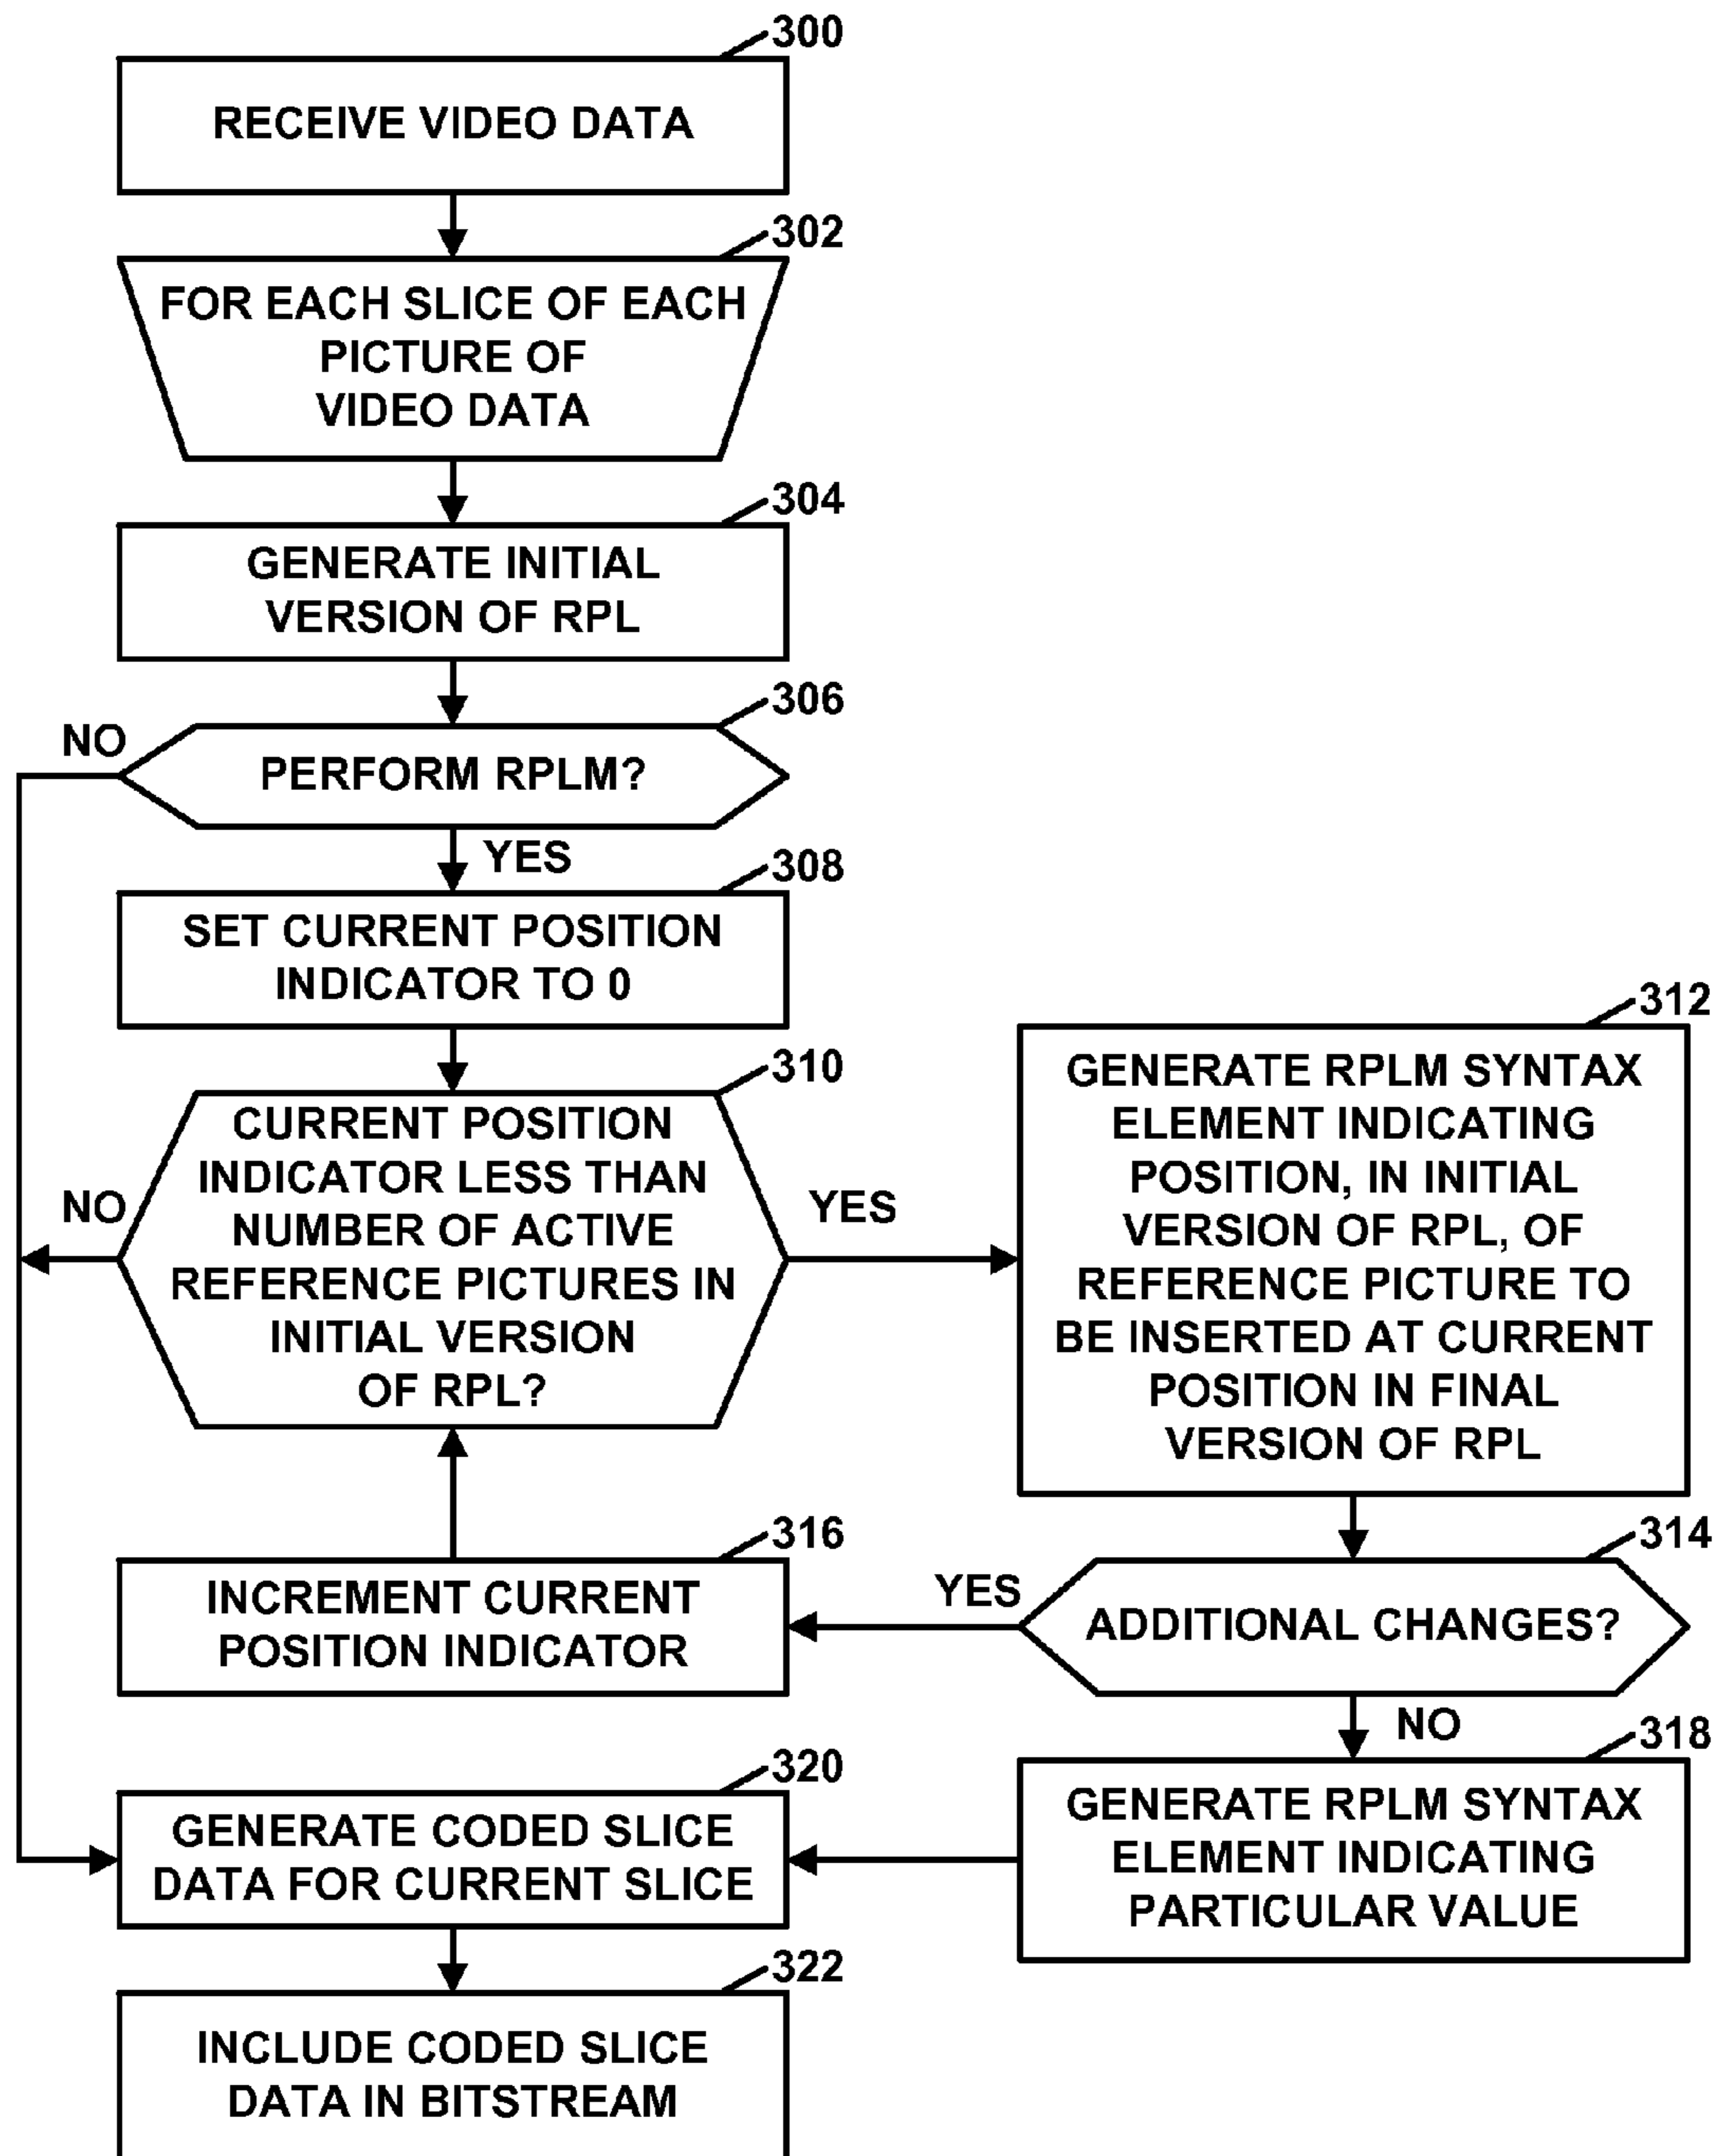 300
RECEIVE VIDEO DATA
302
FOR EACH SLICE OF EACH
PICTURE OF
VIDEO DATA
304
GENERATE INITIAL
VERSION OF RPL
306
NO
PERFORM RPLM?
YES
308
SET CURRENT POSITION
INDICATOR TO 0
310
CURRENT POSITION
INDICATOR LESS THAN
NUMBER OF ACTIVE
REFERENCE PICTURES IN
INITIAL VERSION
OF RPL?
NO
YES
312
GENERATE RPLM SYNTAX
ELEMENT INDICATING
POSITION, IN INITIAL
VERSION OF RPL, OF
REFERENCE PICTURE TO
BE INSERTED AT CURRENT
POSITION IN FINAL
VERSION OF RPL
314
ADDITIONAL CHANGES?
YES
NO
316
INCREMENT CURRENT
POSITION INDICATOR
318
GENERATE RPLM SYNTAX
ELEMENT INDICATING
PARTICULAR VALUE
320
GENERATE CODED SLICE
DATA FOR CURRENT SLICE
322
INCLUDE CODED SLICE
DATA IN BITSTREAM